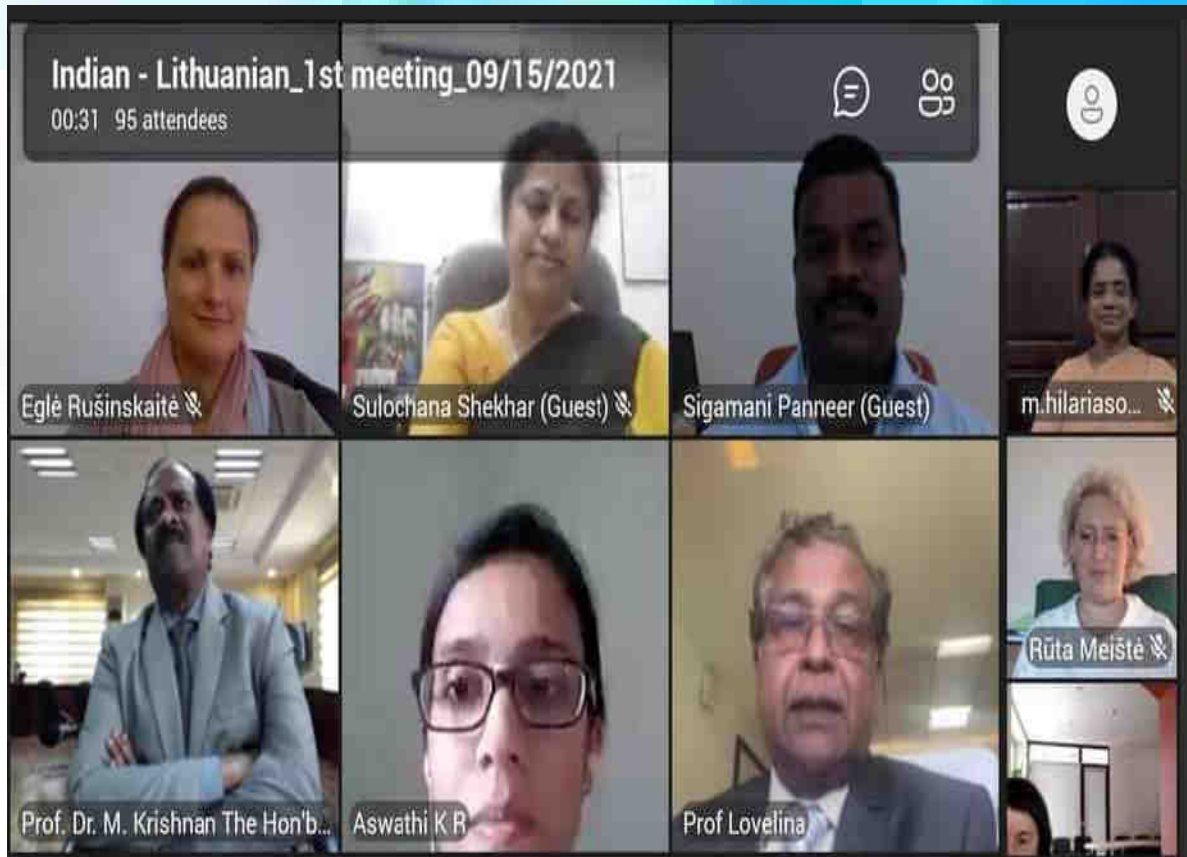 Indian - Lithuanian_1st meeting_09/15/2021
00:31 95 attendees
Eglė Rušinskaitė
Sulochana Shekhar (Guest)
Sigamani Panneer (Guest)
m.hilariaso...
Prof. Dr. M. Krishnan The Hon'b...
Aswathi K R
Prof Lovelina
Rūta Meištė